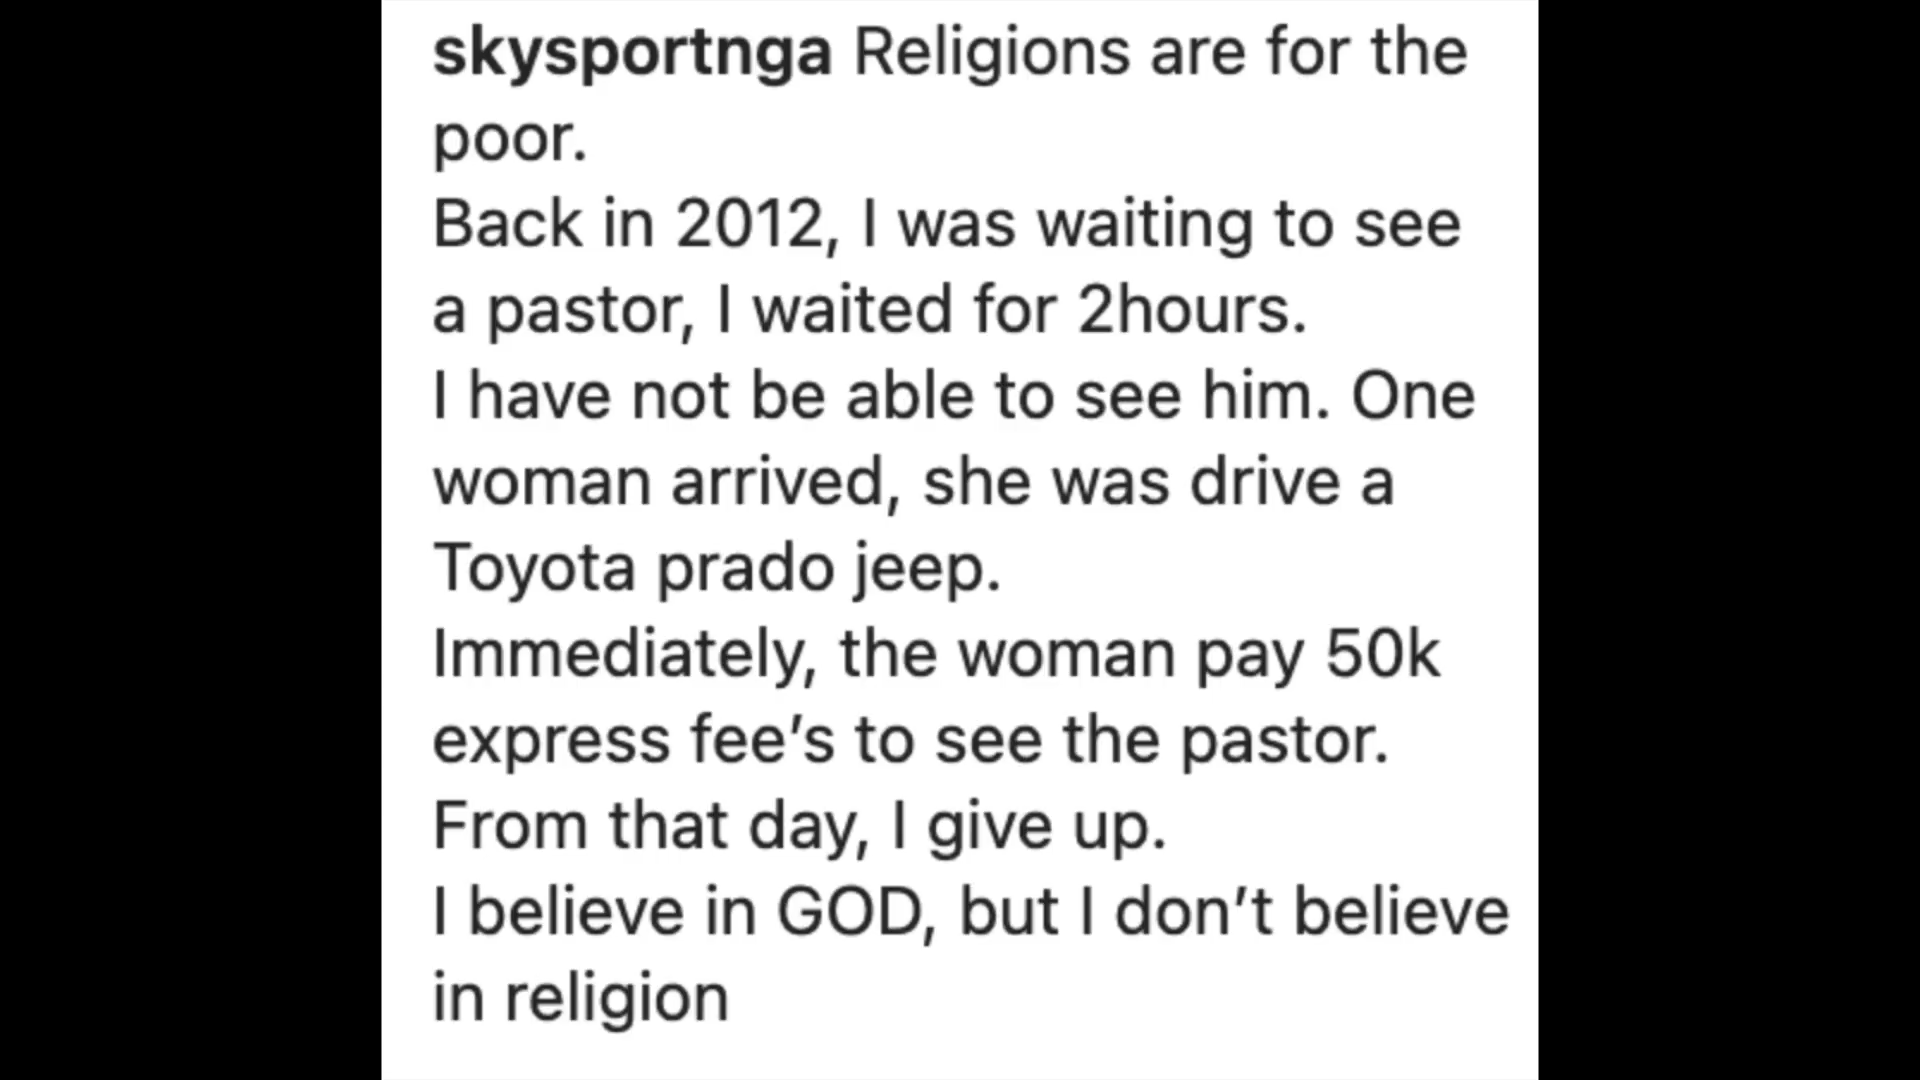 skysportnga Religions are for the
poor.
Back in 2012, I was waiting to see
a pastor, I waited for 2hours.
I have not be able to see him. One
woman arrived, she was drive a
Toyota prado jeep.
Immediately, the woman pay 50k
express fee’s to see the pastor.
From that day, I give up.
I believe in GOD, but I don’t believe
in religion